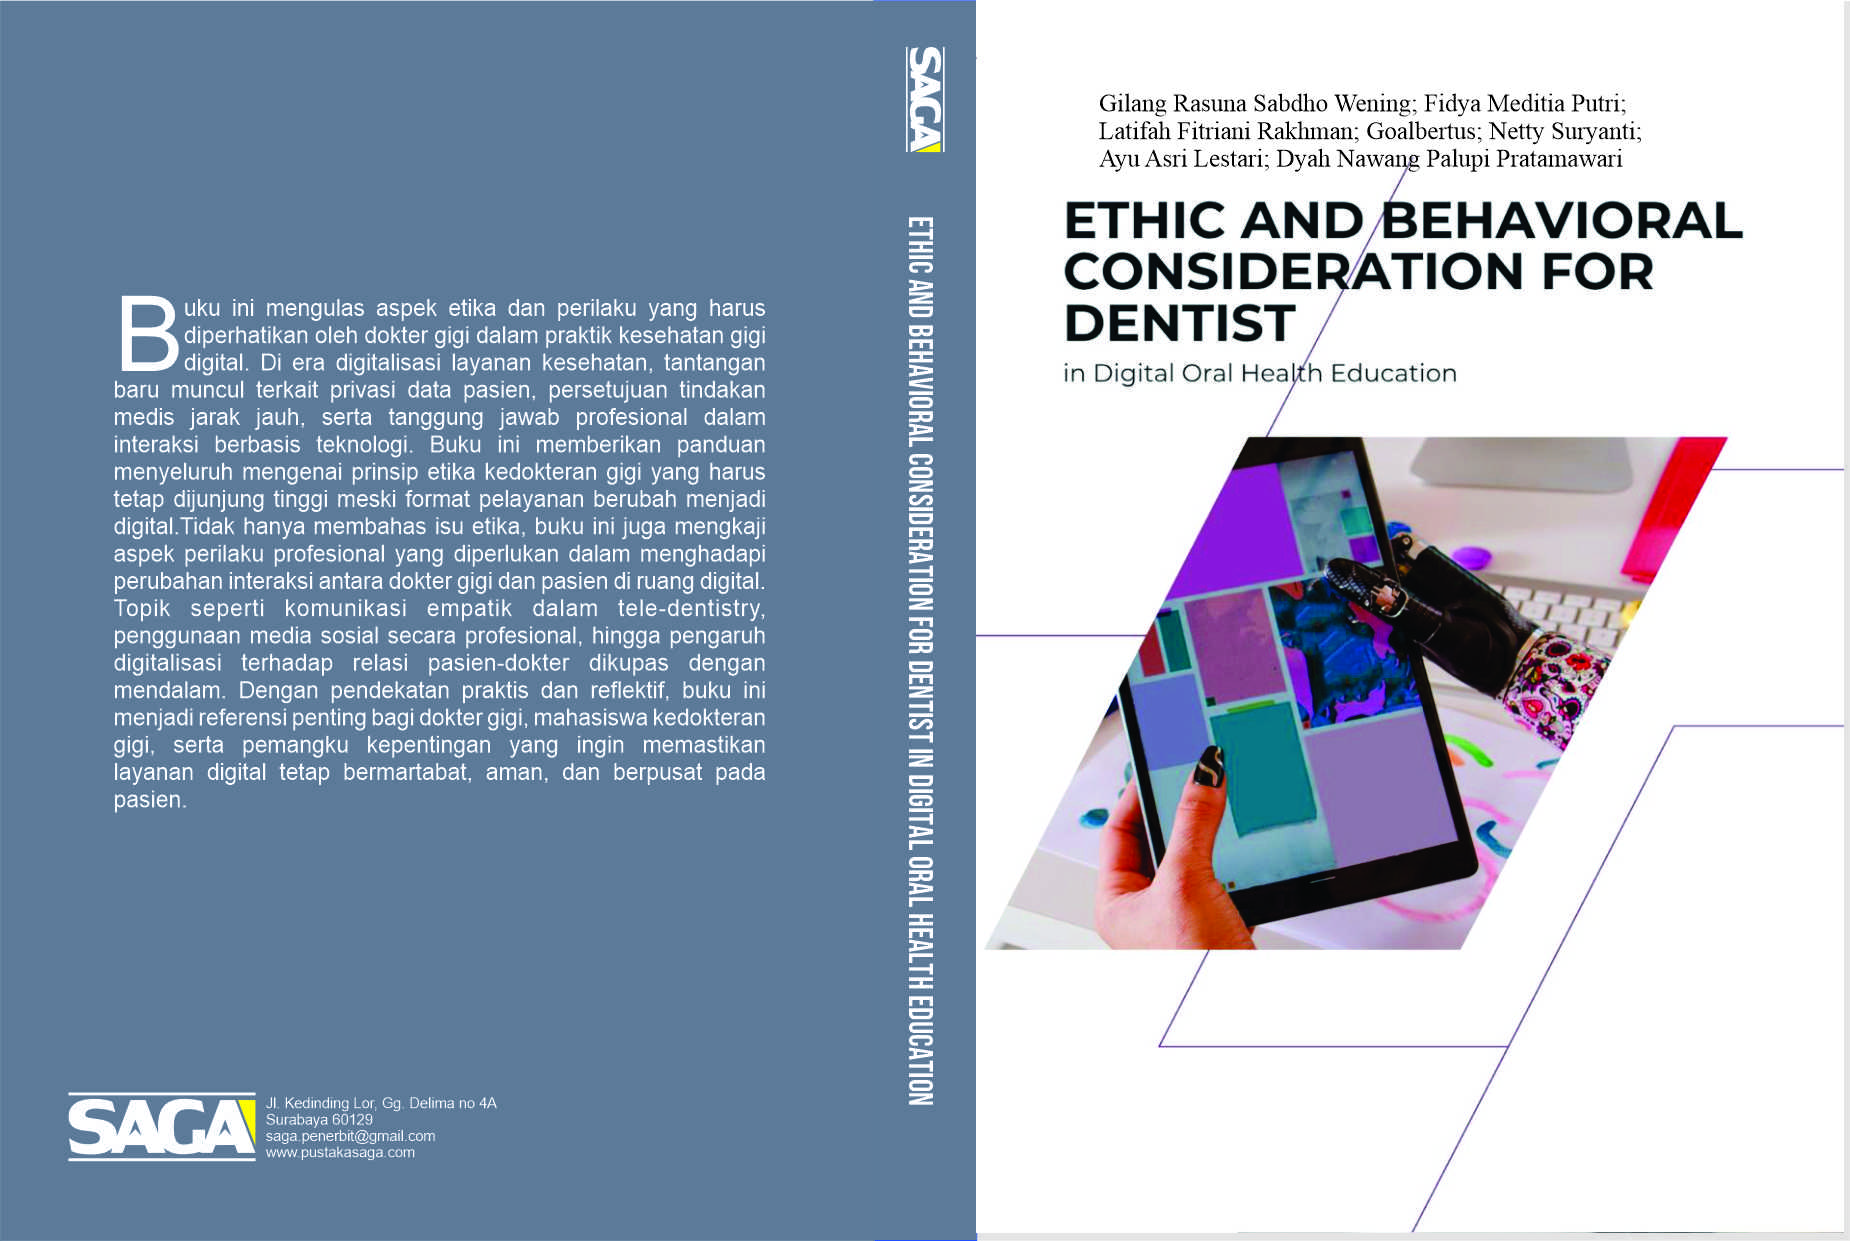 Buku ini mengulas aspek etika dan perilaku yang harus
diperhatikan oleh dokter gigi dalam praktik kesehatan gigi
digital. Di era digitalisasi layanan kesehatan, tantangan
baru muncul terkait privasi data pasien, persetujuan tindakan
medis jarak jauh, serta tanggung jawab profesional dalam
interaksi berbasis teknologi. Buku ini memberikan panduan
menyeluruh mengenai prinsip etika kedokteran gigi yang harus
tetap dijunjung tinggi meski format pelayanan berubah menjadi
digital.Tidak hanya membahas isu etika, buku ini juga mengkaji
aspek perilaku profesional yang diperlukan dalam menghadapi
perubahan interaksi antara dokter gigi dan pasien di ruang digital.
Topik seperti komunikasi empatik dalam tele-dentistry,
penggunaan media sosial secara profesional, hingga pengaruh
digitalisasi terhadap relasi pasien-dokter dikupas dengan
mendalam. Dengan pendekatan praktis dan reflektif, buku ini
menjadi referensi penting bagi dokter gigi, mahasiswa kedokteran
gigi, serta pemangku kepentingan yang ingin memastikan
layanan digital tetap bermartabat, aman, dan berpusat pada
pasien.
SAGA
Jl. Kedinding Lor, Gg. Delima no 4A
Surabaya 60129
saga.penerbit@gmail.com
www.pustakasaga.com
SAGA
ETHIC AND BEHAVIORAL CONSIDERATION FOR DENTIST IN DIGITAL ORAL HEALTH EDUCATION
Gilang Rasuna Sabdho Wening; Fidya Meditia Putri;
Latifah Fitriani Rakhman; Goalbertus; Netty Suryanti;
Ayu Asri Lestari; Dyah Nawang Palupi Pratamawari
ETHIC AND BEHAVIORAL
CONSIDERATION FOR
DENTIST
in Digital Oral Health Education